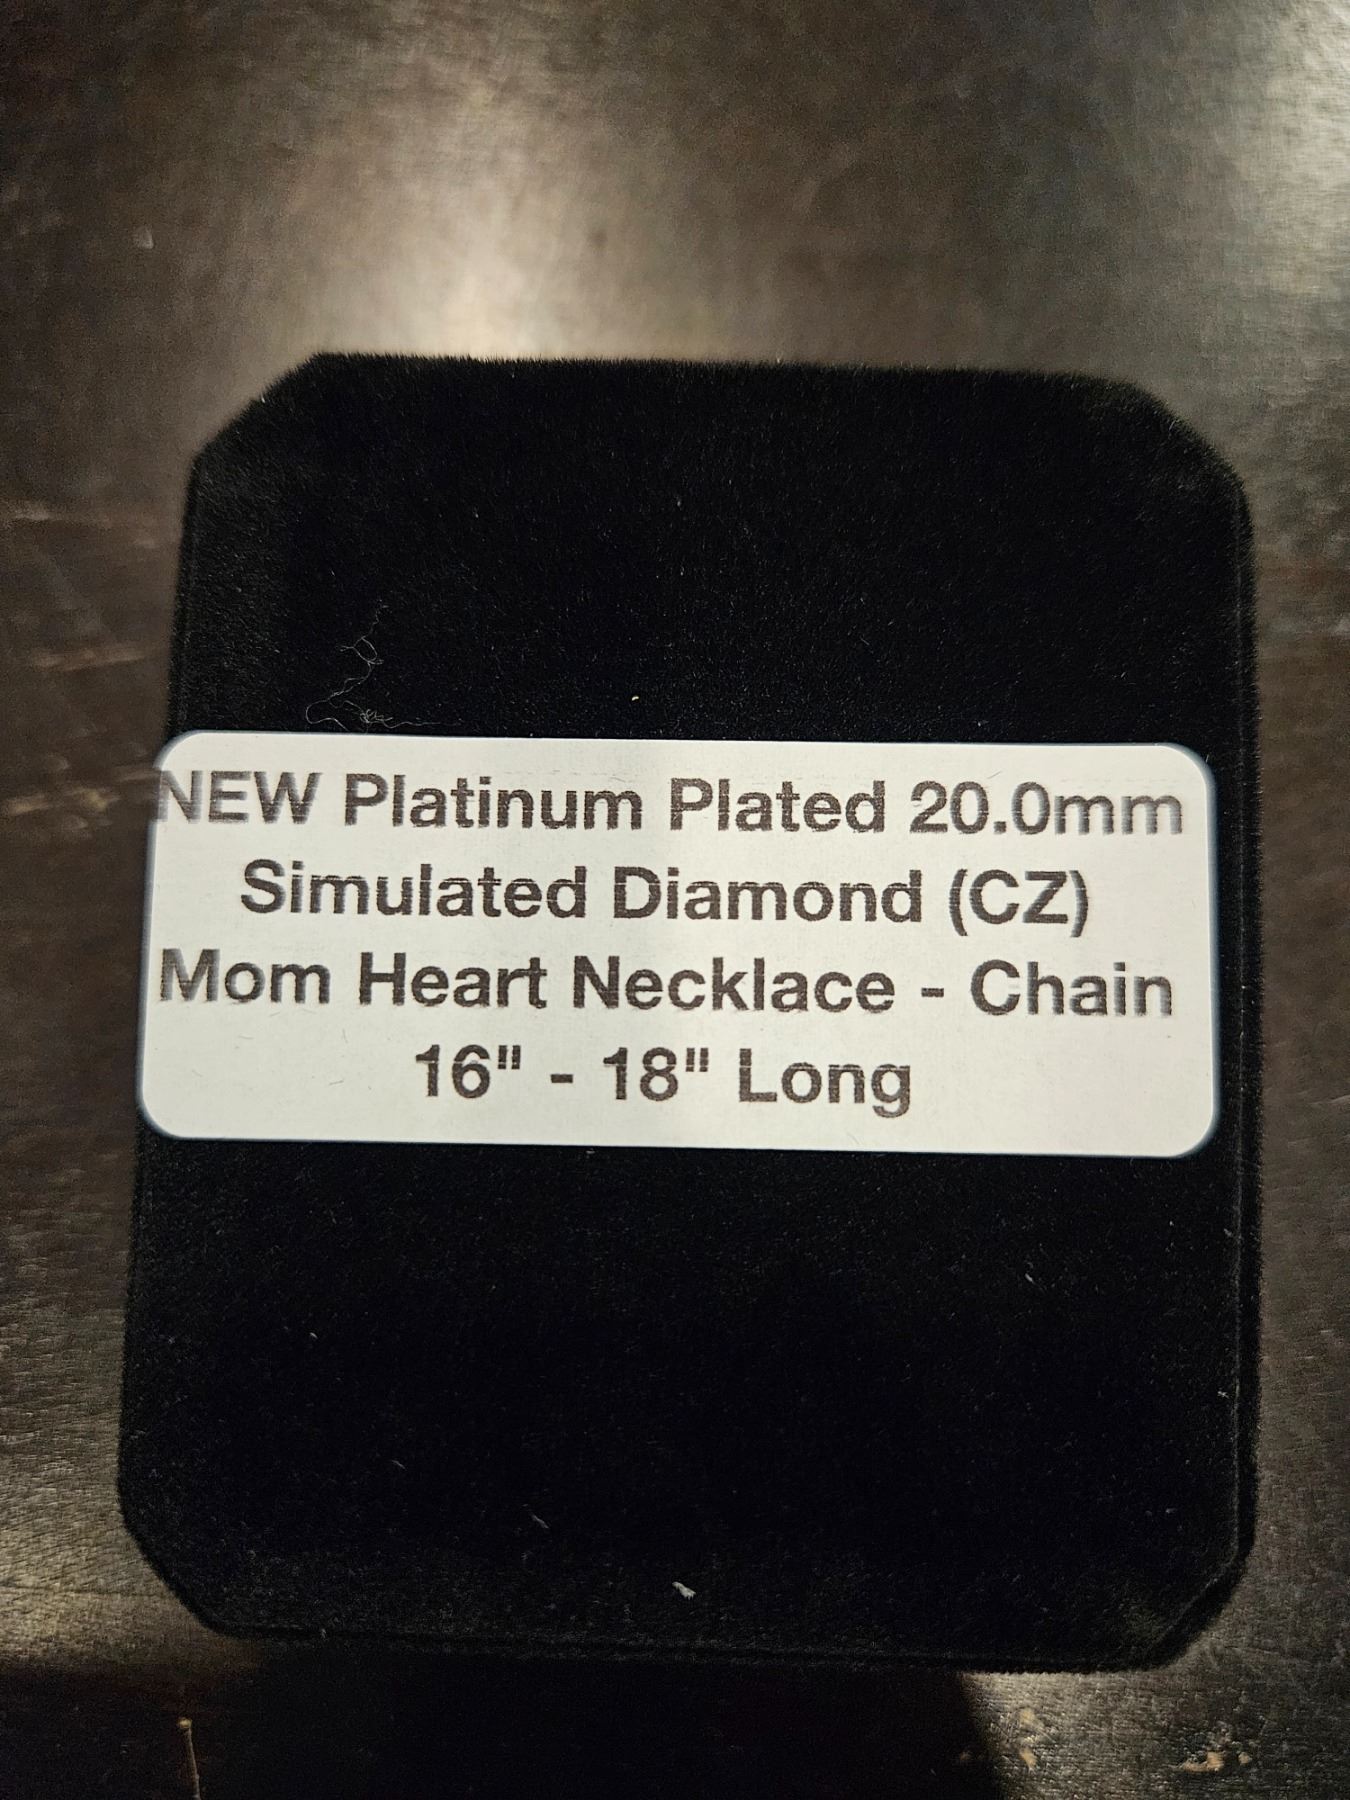 NEW Platinum Plated 20.0mm
Simulated Diamond (CZ)
Mom Heart Necklace - Chain
16" - 18" Long